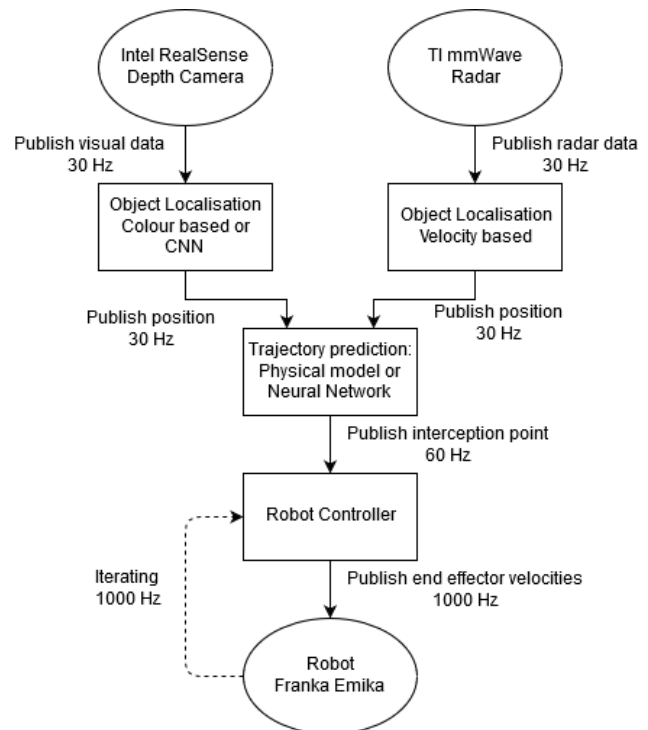 Intel RealSense
Depth Camera
TI mmWave
Radar
Publish visual data
30 Hz
Publish radar data
30 Hz
Object Localisation
Colour based or
CNN
Object Localisation
Velocity based
Publish position
30 Hz
Publish position
30 Hz
Trajectory prediction:
Physical model or
Neural Network
Publish interception point
60 Hz
Robot Controller
Iterating
1000 Hz
Publish end effector velocities
1000 Hz
Robot
Franka Emika